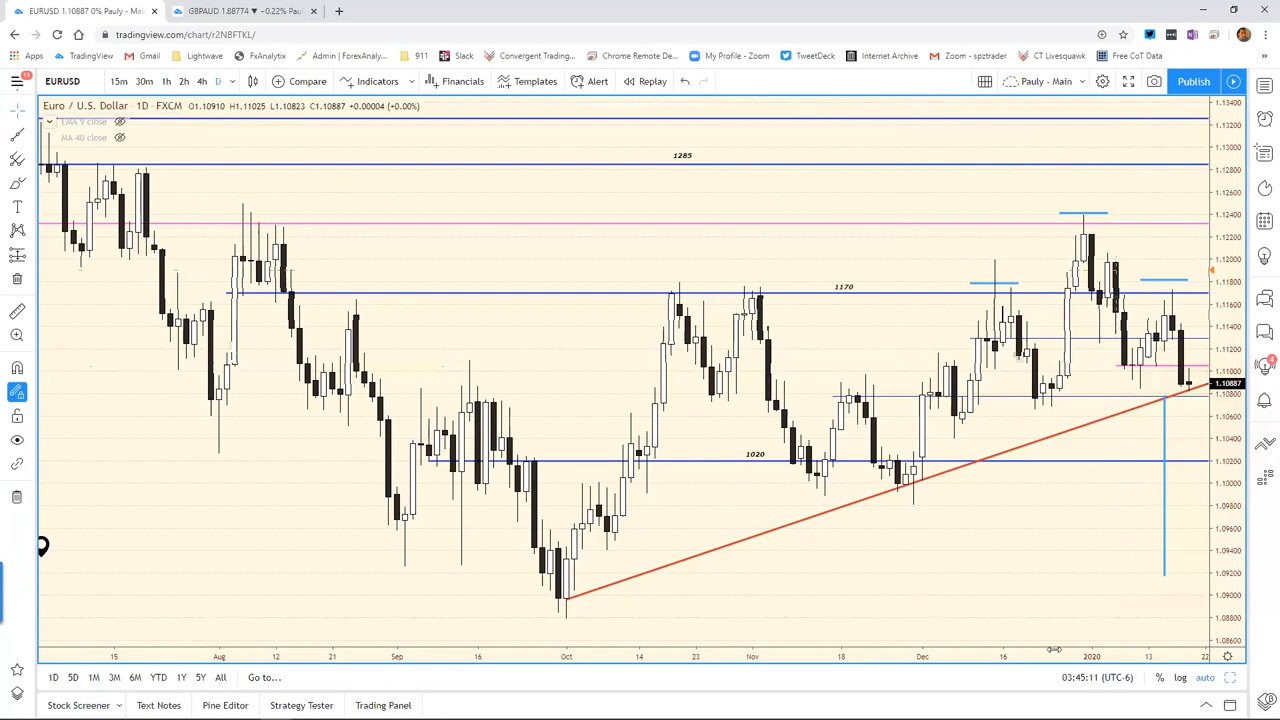 EURUSD 1.10887 0% Pauly - Mai
GBPAUD 1.88774 ▼ −0.22% Pauly
tradingview.com/chart/r2NBFTKL/
Apps TradingView Gmail Lightwave FxAnalytix Admin | ForexAnaly... 911 Slack Convergent Trading... Chrome Remote De... My Profile - Zoom TweetDeck Internet Archive Zoom - spztrader CT Livesquawk Free CoT Data
11 EURUSD 15m 30m 1h 2h 4h D Compare Indicators Financials Templates Alert Replay Pauly - Main Publish
Euro / U.S. Dollar · 1D · FXCM O1.10910 H1.11025 L1.10823 C1.10887 +0.00004 (+0.00%)
EMA 9 close
MA 40 close
1.13400
1.13200
1.13000
1285
1.12800
1.12600
1.12400
1.12200
1.12000
1.11800
1170
1.11600
1.11400
1.11200
1.11000
4
1.10887
1.10800
1.10600
1.10400
1020
1.10200
1.10000
1.09800
1.09600
1.09400
1.09200
1.09000
1.08800
1.08600
15 Aug 12 21 Sep 16 Oct 14 23 Nov 18 Dec 16 2020 13 22
1D 5D 1M 3M 6M YTD 1Y 5Y All Go to... 03:45:11 (UTC-6) % log auto
Stock Screener Text Notes Pine Editor Strategy Tester Trading Panel